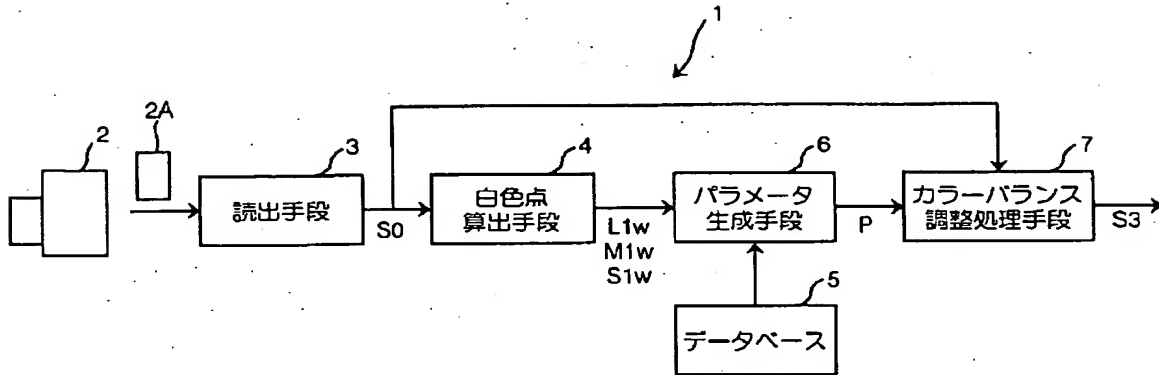 1
2
2A
3
読出手段
S0
4
白色点
算出手段
L1w
M1w
S1w
6
パラメータ
生成手段
P
7
カラーバランス
調整処理手段
S3
5
データベース